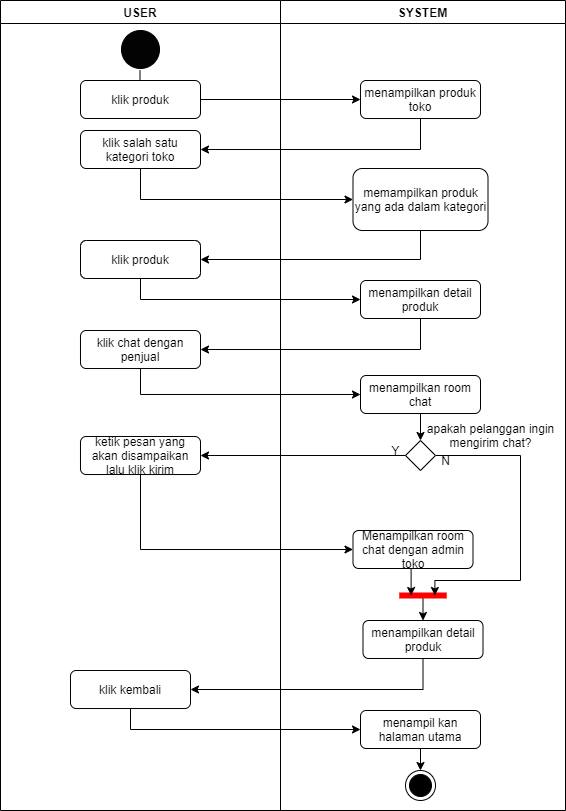 USER
SYSTEM
klik produk
menampilkan produk
toko
klik salah satu
kategori toko
memampilkan produk
yang ada dalam kategori
klik produk
menampilkan detail
produk
klik chat dengan
penjual
menampilkan room
chat
apakah pelanggan ingin
mengirim chat?
Y
N
ketik pesan yang
akan disampaikan
lalu klik kirim
Menampilkan room
chat dengan admin
toko
menampilkan detail
produk
klik kembali
menampil kan
halaman utama